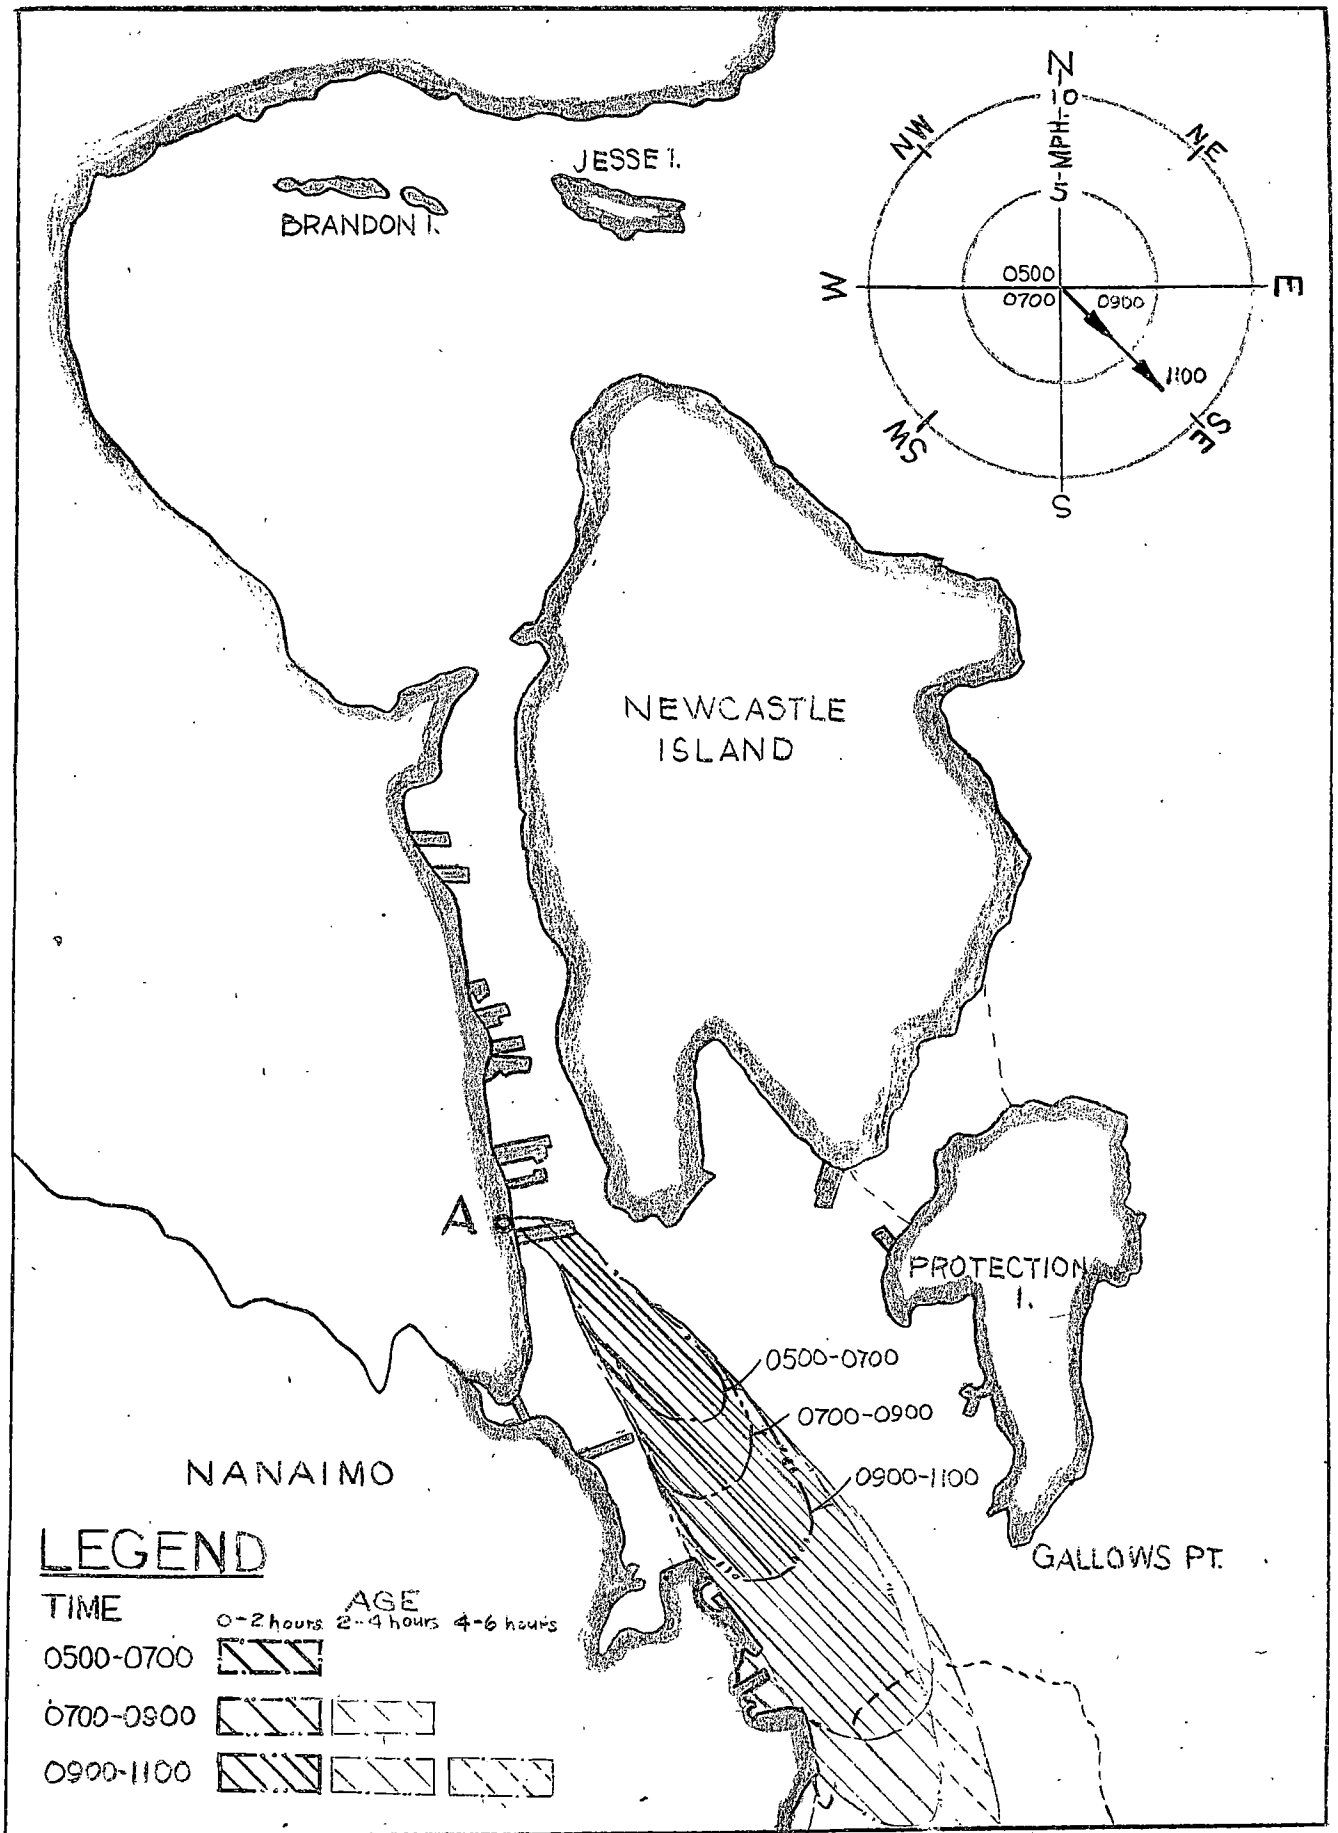 N
10
MPH.
5
NW
NE
W
E
0500
0700
0900
1100
SW
SE
S
JESSE I.
BRANDON I.
NEWCASTLE
ISLAND
A
PROTECTION
I.
0500-0700
0700-0900
0900-1100
GALLOWS PT.
NANAIMO
LEGEND
TIME
AGE
0-2 hours 2-4 hours 4-6 hours
0500-0700
0700-0900
0900-1100